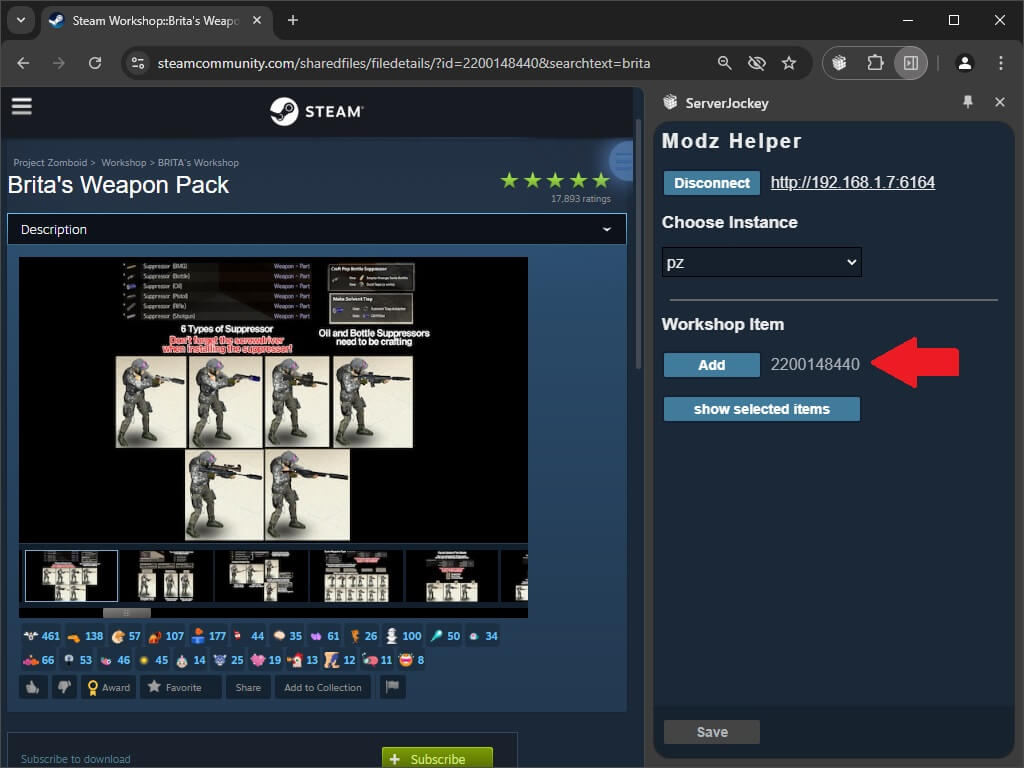 Steam Workshop::Brita's Weapo
steamcommunity.com/sharedfiles/filedetails/?id=2200148440&searchtext=brita
STEAM
Project Zomboid > Workshop > BRITA's Workshop
Brita's Weapon Pack
17,893 ratings
Description
Suppressor (BMG) Weapon - Part
Suppressor (Bottle) Weapon - Part
Suppressor (Oil) Weapon - Part
Suppressor (Pistol) Weapon - Part
Suppressor (Rifle) Weapon - Part
Suppressor (Shotgun) Weapon - Part
Craft Pop Bottle Suppressor
Make Solvent Trap
6 Types of Suppressor
Don't forget the screwdriver
when installing the suppressor!
Oil and Bottle Suppressors
need to be crafting
461 138 57 107 177 44 35 61 26 100 50 34
66 53 46 45 14 25 19 13 12 11 8
Award Favorite Share Add to Collection
Subscribe to download
+ Subscribe
ServerJockey
Modz Helper
Disconnect http://192.168.1.7:6164
Choose Instance
pz
Workshop Item
Add 2200148440
show selected items
Save